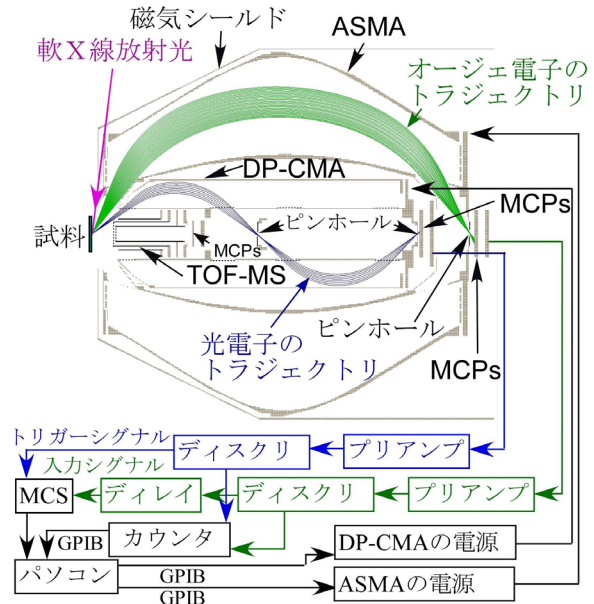 磁気シールド
ASMA
軟X線放射光
オージェ電子の
トラジェクトリ
DP-CMA
MCPs
試料
ピンホール
MCPs
TOF-MS
ピンホール
光電子の
トラジェクトリ
MCPs
トリガーシグナル
ディスクリ
プリアンプ
入力シグナル
MCS
ディレイ
ディスクリ
プリアンプ
GPIB
カウンタ
DP-CMAの電源
パソコン
GPIB
ASMAの電源
GPIB